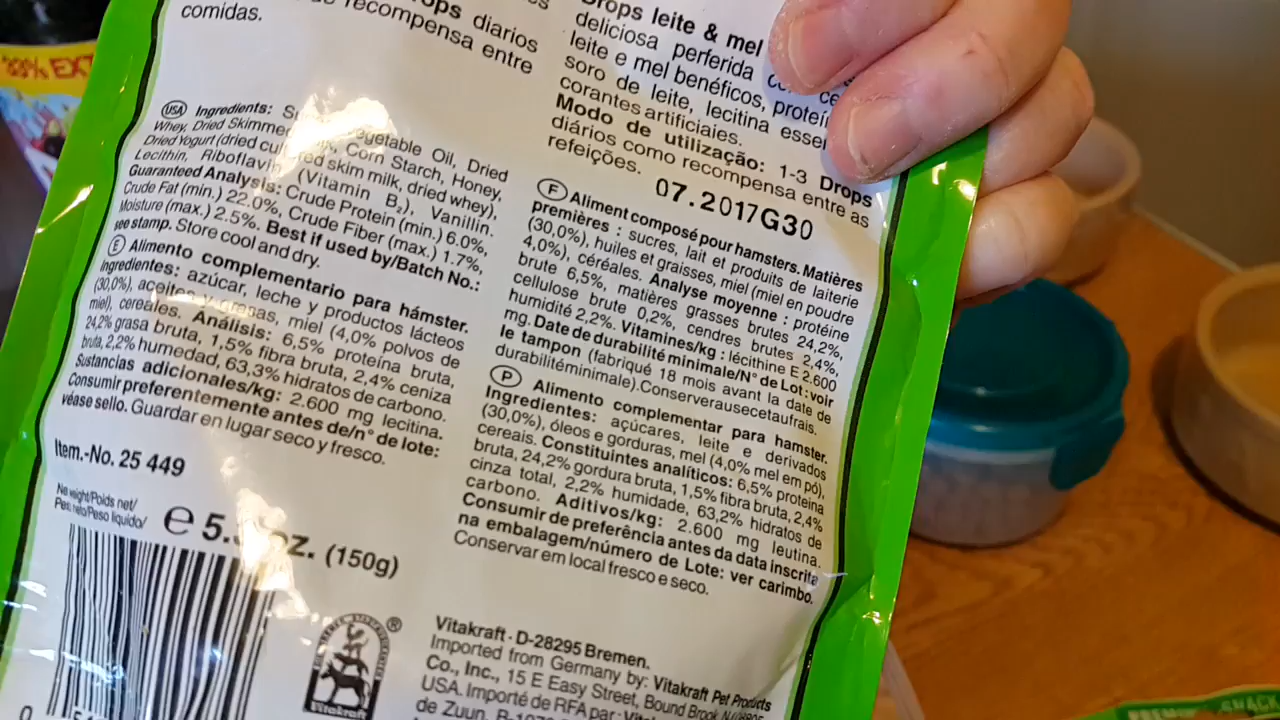 comidas.
ops diarios
recompensa entre
Drops leite & mel
deliciosa perferida
leite e mel benéficos, proteí
soro de leite, lecitina esse
corantes artificiaies.
Modo de utilização: 1-3 Drops
diários como recompensa entre as
refeições.
07.2017G30
33% EX
USA Ingredients: egetable Oil, Dried
Whey, Dried Skimme Corn Starch, Honey,
Dried Yogurt (dried cu ed skim milk, dried whey),
Lecithin, Riboflavin (Vitamin B₂), Vanillin.
Guaranteed Analysis: Crude Protein (min.) 6.0%,
Crude Fat (min.) 22.0%, Crude Fiber (max.) 1.7%,
Moisture (max.) 2.5%. Best if used by/Batch No.:
see stamp. Store cool and dry.
E Alimento complementario para hámster.
Ingredientes: azúcar, leche y productos lácteos
(30,0%), aceites y grasas, miel (4,0% polvos de
miel), cereales. Análisis: 6,5% proteína bruta,
24,2% grasa bruta, 1,5% fibra bruta, 2,4% ceniza
bruta, 2,2% humedad, 63,3% hidratos de carbono.
Sustancias adicionales/kg: 2.600 mg lecitina.
Consumir preferentemente antes de/n° de lote:
véase sello. Guardar en lugar seco y fresco.
Item.-No. 25 449
weight/Poids net/
neto/Peso líquido/
e 5. oz. (150g)
F Aliment composé pour hamsters. Matières
premières : sucres, lait et produits de laiterie
(30,0%), huiles et graisses, miel (miel en poudre
4,0%), céréales. Analyse moyenne : protéine
brute 6,5%, matières grasses brutes 24,2%,
cellulose brute 0,2%, cendres brutes 2,4%,
humidité 2,2%. Vitamines/kg : lécithine E 2.600
mg. Date de durabilité minimale/N° de Lot : voir
le tampon (fabriqué 18 mois avant la date de
durabilitéminimale).Conserverausecetaufrais.
P Alimento complementar para hamster.
Ingredientes: açúcares, leite e derivados
(30,0%), óleos e gorduras, mel (4,0% mel em pó),
cereais. Constituintes analíticos: 6,5% proteína
bruta, 24,2% gordura bruta, 1,5% fibra bruta, 2,4%
cinza total, 2,2% humidade, 63,2% hidratos de
carbono. Aditivos/kg: 2.600 mg leutina.
Consumir de preferência antes da data inscrita
na embalagem/número de Lote: ver carimbo.
Conservar em local fresco e seco.
Vitakraft
Vitakraft · D-28295 Bremen.
Imported from Germany by: Vitakraft Pet Products
Co., Inc., 15 E Easy Street, Bound Brook
USA. Importé de RFA par :
de Zuun,
PREMIUM SNACK